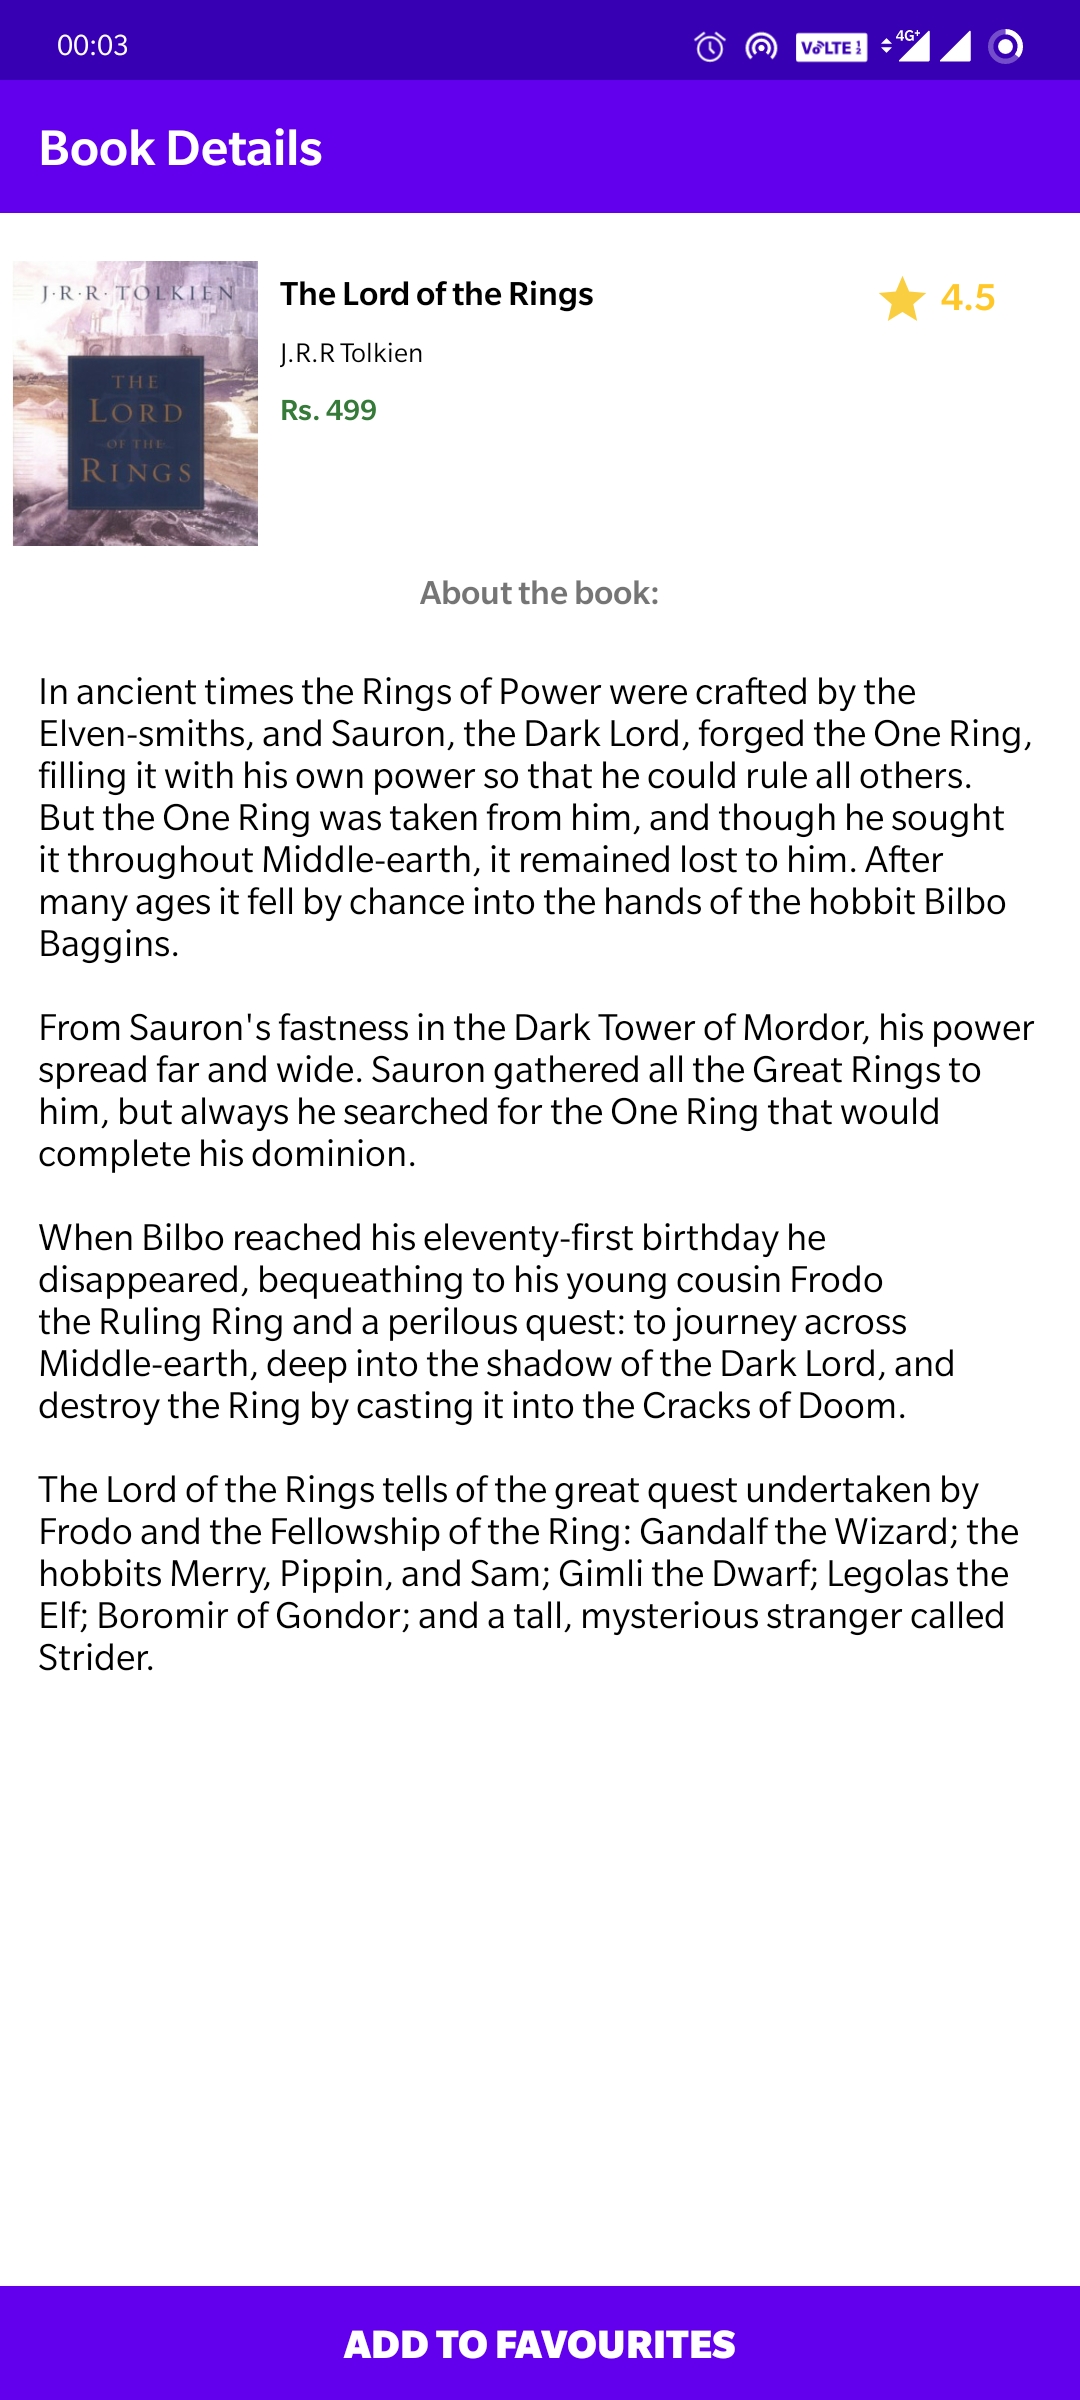 00:03
VoLTE 1 2
4G+
Book Details
J·R·R·TOLKIEN
THE
LORD
OF THE
RINGS
The Lord of the Rings
4.5
J.R.R Tolkien
Rs. 499
About the book:
In ancient times the Rings of Power were crafted by the
Elven-smiths, and Sauron, the Dark Lord, forged the One Ring,
filling it with his own power so that he could rule all others.
But the One Ring was taken from him, and though he sought
it throughout Middle-earth, it remained lost to him. After
many ages it fell by chance into the hands of the hobbit Bilbo
Baggins.
From Sauron's fastness in the Dark Tower of Mordor, his power
spread far and wide. Sauron gathered all the Great Rings to
him, but always he searched for the One Ring that would
complete his dominion.
When Bilbo reached his eleventy-first birthday he
disappeared, bequeathing to his young cousin Frodo
the Ruling Ring and a perilous quest: to journey across
Middle-earth, deep into the shadow of the Dark Lord, and
destroy the Ring by casting it into the Cracks of Doom.
The Lord of the Rings tells of the great quest undertaken by
Frodo and the Fellowship of the Ring: Gandalf the Wizard; the
hobbits Merry, Pippin, and Sam; Gimli the Dwarf; Legolas the
Elf; Boromir of Gondor; and a tall, mysterious stranger called
Strider.
ADD TO FAVOURITES